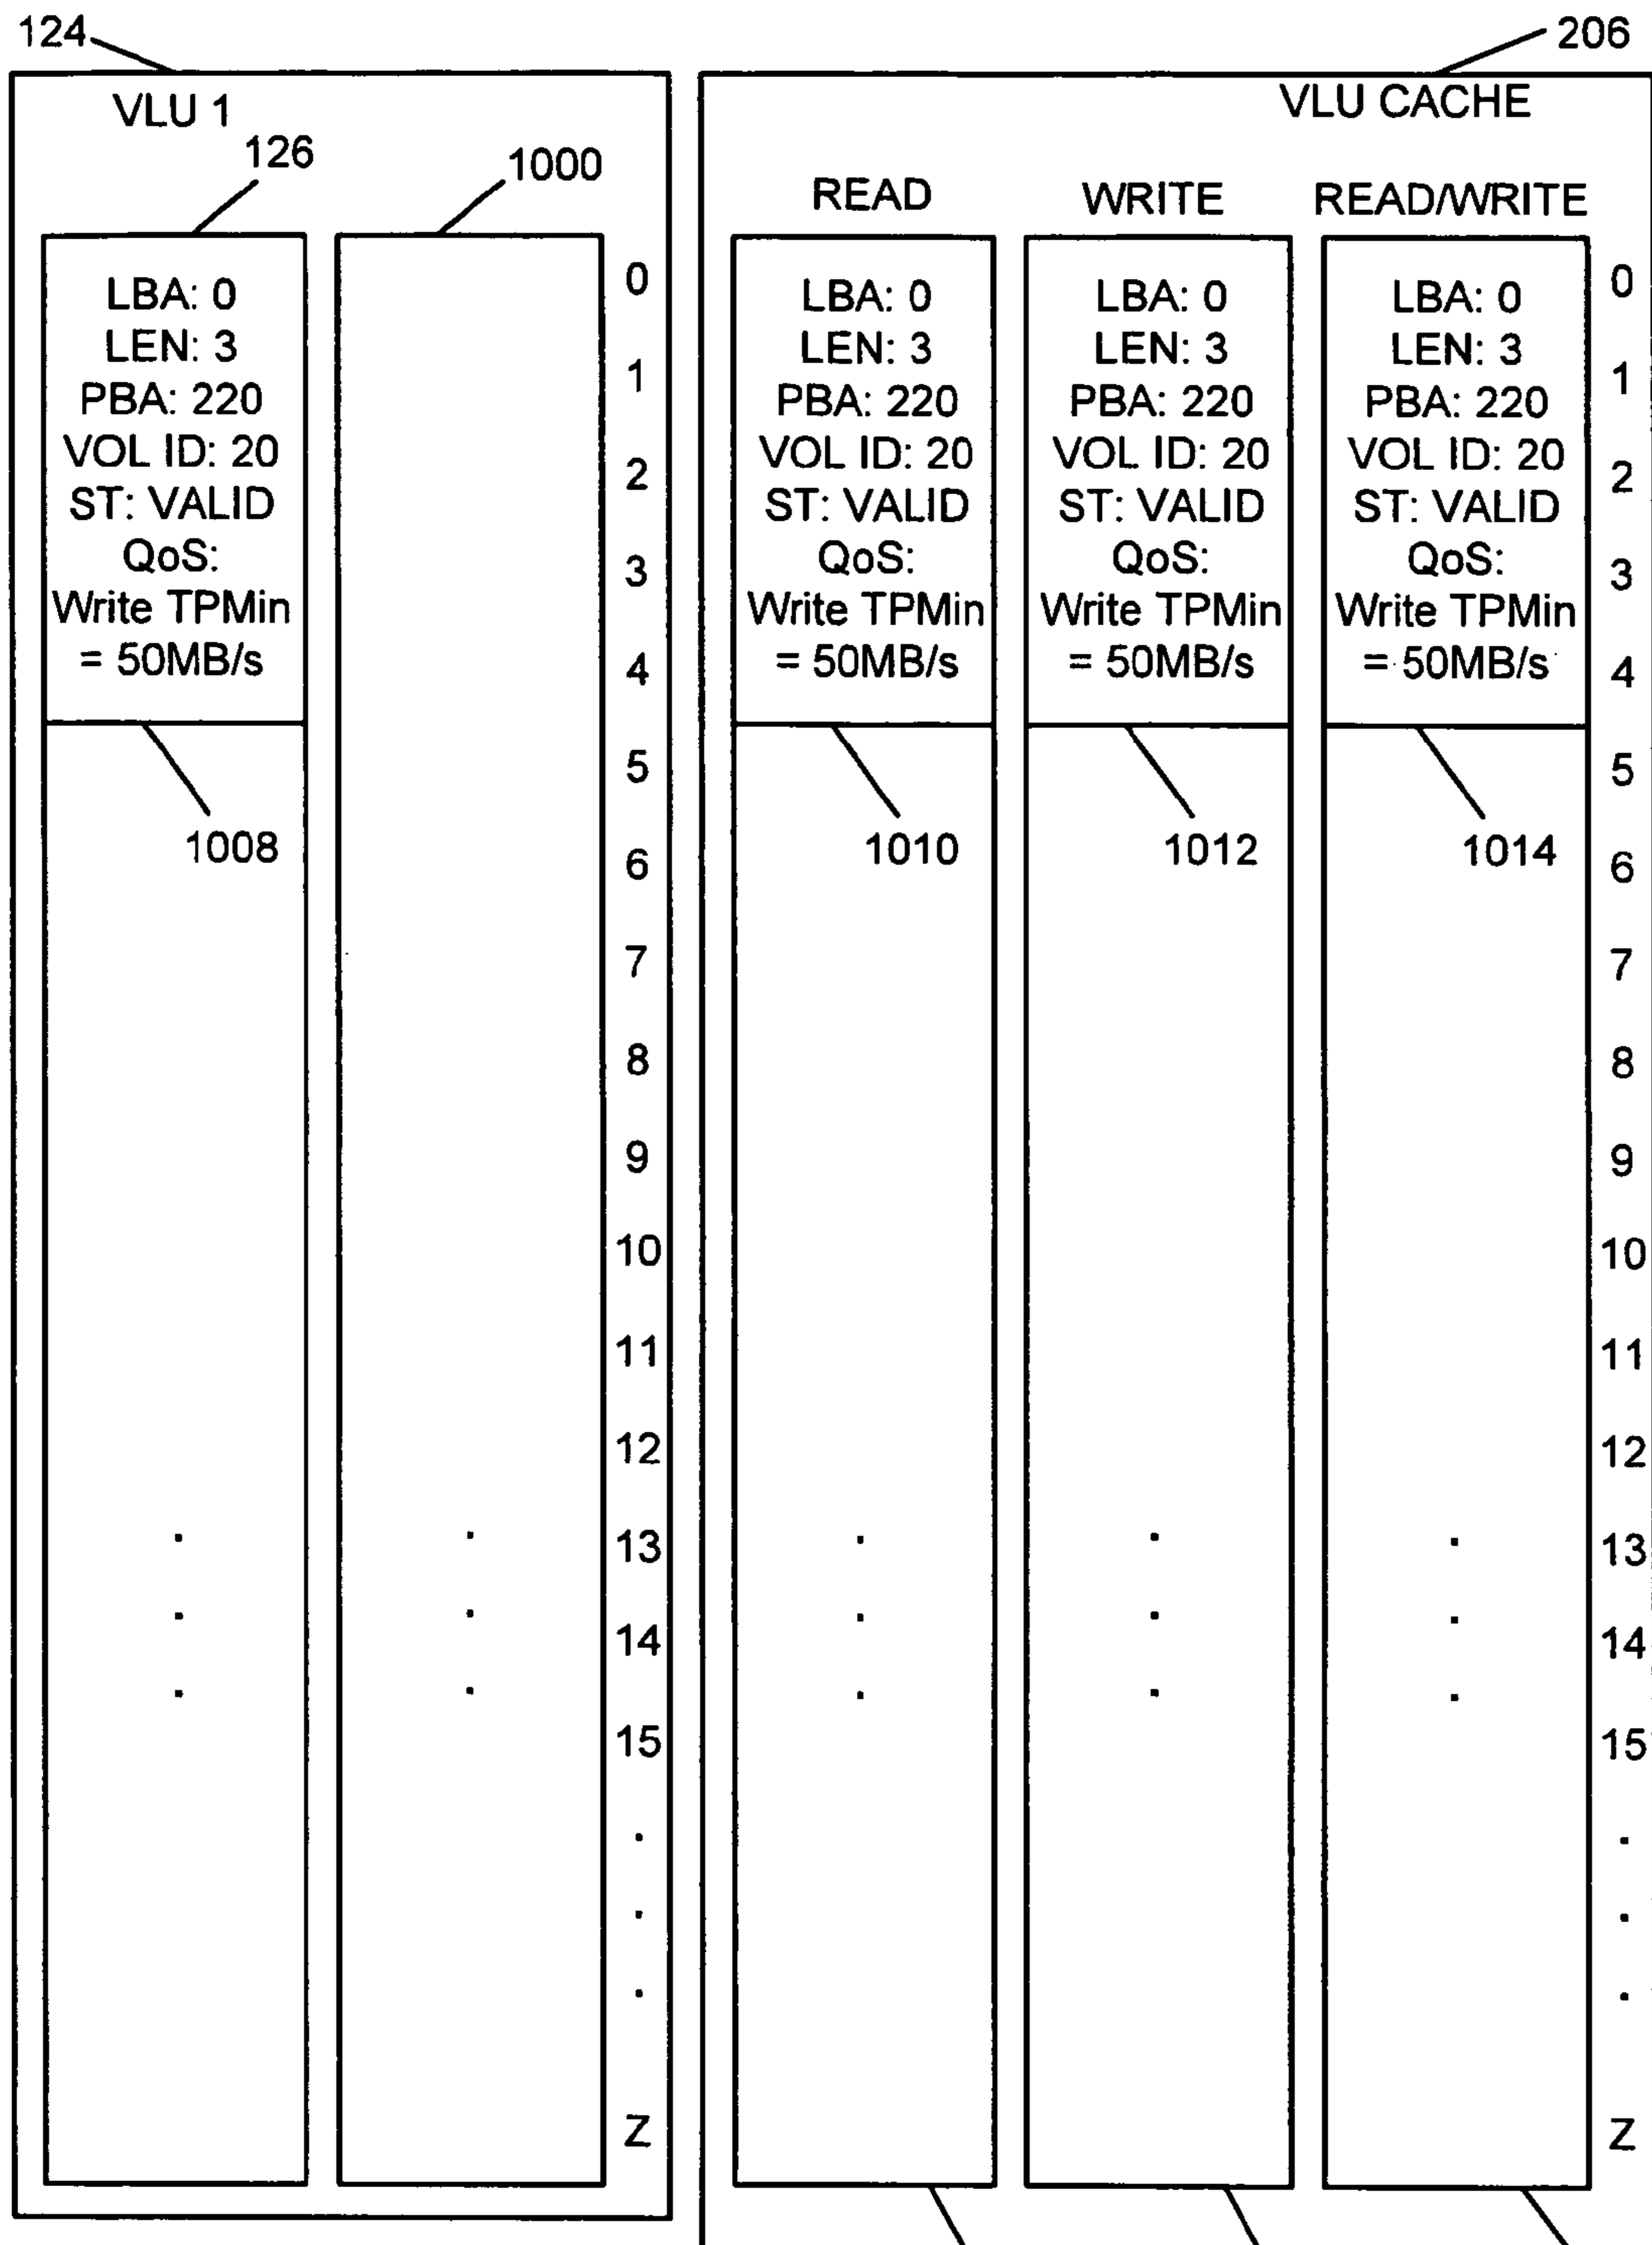 124
206
VLU 1
VLU CACHE
126
1000
READ
WRITE
READ/WRITE
LBA: 0
LEN: 3
PBA: 220
VOL ID: 20
ST: VALID
QoS:
Write TPMin
= 50MB/s
1008
0
1
2
3
4
5
6
7
8
9
10
11
12
13
14
15
.
.
.
Z
LBA: 0
LEN: 3
PBA: 220
VOL ID: 20
ST: VALID
QoS:
Write TPMin
= 50MB/s
1010
LBA: 0
LEN: 3
PBA: 220
VOL ID: 20
ST: VALID
QoS:
Write TPMin
= 50MB/s
1012
LBA: 0
LEN: 3
PBA: 220
VOL ID: 20
ST: VALID
QoS:
Write TPMin
= 50MB/s
1014
0
1
2
3
4
5
6
7
8
9
10
11
12
13
14
15
.
.
.
Z